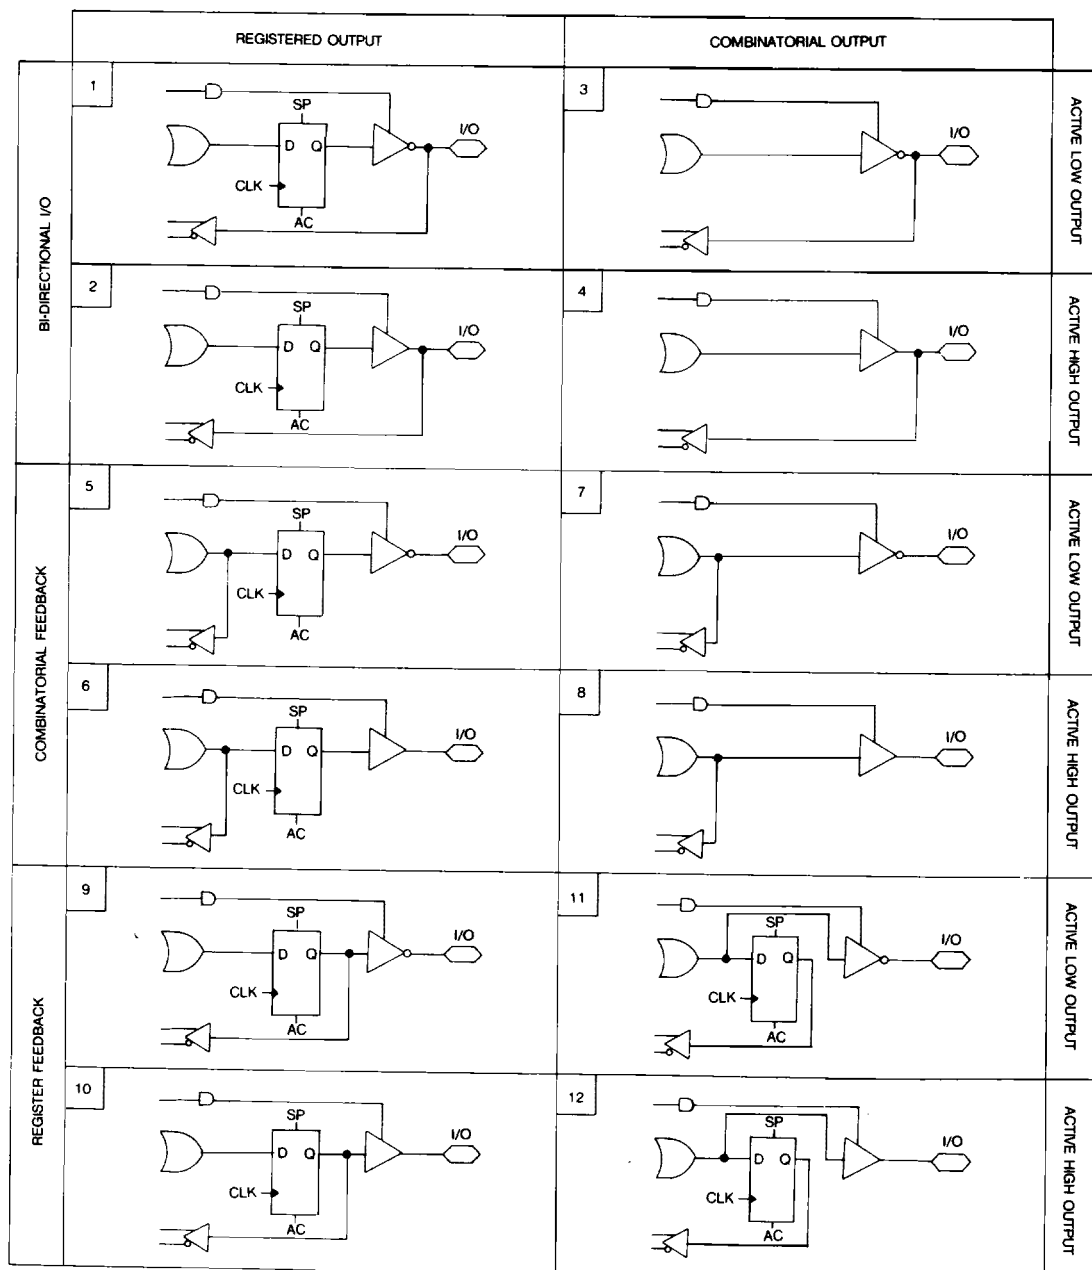 REGISTERED OUTPUT
COMBINATORIAL OUTPUT
BI-DIRECTIONAL I/O
1
SP
D Q
CLK
AC
I/O
3
I/O
ACTIVE LOW OUTPUT
2
SP
D Q
CLK
AC
I/O
4
I/O
ACTIVE HIGH OUTPUT
COMBINATORIAL FEEDBACK
5
SP
D Q
CLK
AC
I/O
7
I/O
ACTIVE LOW OUTPUT
6
SP
D Q
CLK
AC
I/O
8
I/O
ACTIVE HIGH OUTPUT
REGISTER FEEDBACK
9
SP
D Q
CLK
AC
I/O
11
SP
D Q
CLK
AC
I/O
ACTIVE LOW OUTPUT
10
SP
D Q
CLK
AC
I/O
12
SP
D Q
CLK
AC
I/O
ACTIVE HIGH OUTPUT